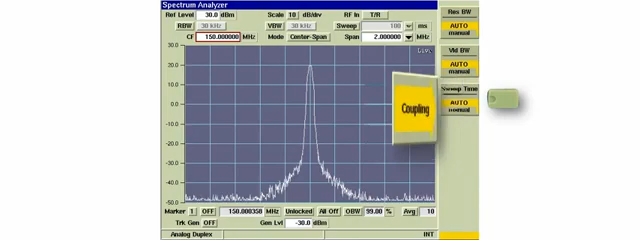 Spectrum Analyzer
Ref Level 30.0 dBm Scale 10 dB/div RF In T/R
RBW 30 kHz VBW 30 kHz Sweep 100 ms
CF 150.000000 MHz Mode Center-Span Span 2.000000 MHz
30.0
Live
20.0
10.0
0.0
-10.0
-20.0
-30.0
-40.0
-50.0
Marker 1 OFF 150.000350 MHz Unlocked All Off OBW 99.00 % Avg 10
Trk Gen OFF Gen Lvl -30.0 dBm
Analog Duplex INT
Res BW
AUTO
manual
Vid BW
AUTO
manual
Sweep Time
AUTO
normal
Coupling